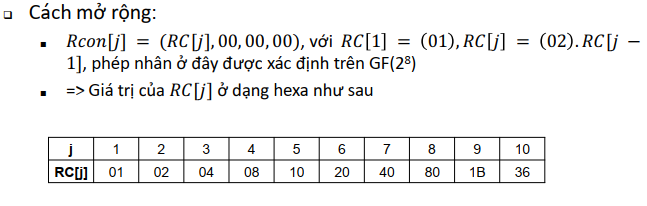 Cách mở rộng:
Rcon[j] = (RC[j], 00, 00, 00), với RC[1] = (01), RC[j] = (02). RC[j −
1], phép nhân ở đây được xác định trên GF(2⁸)
=> Giá trị của RC[j] ở dạng hexa như sau
j 1 2 3 4 5 6 7 8 9 10
RC[j] 01 02 04 08 10 20 40 80 1B 36